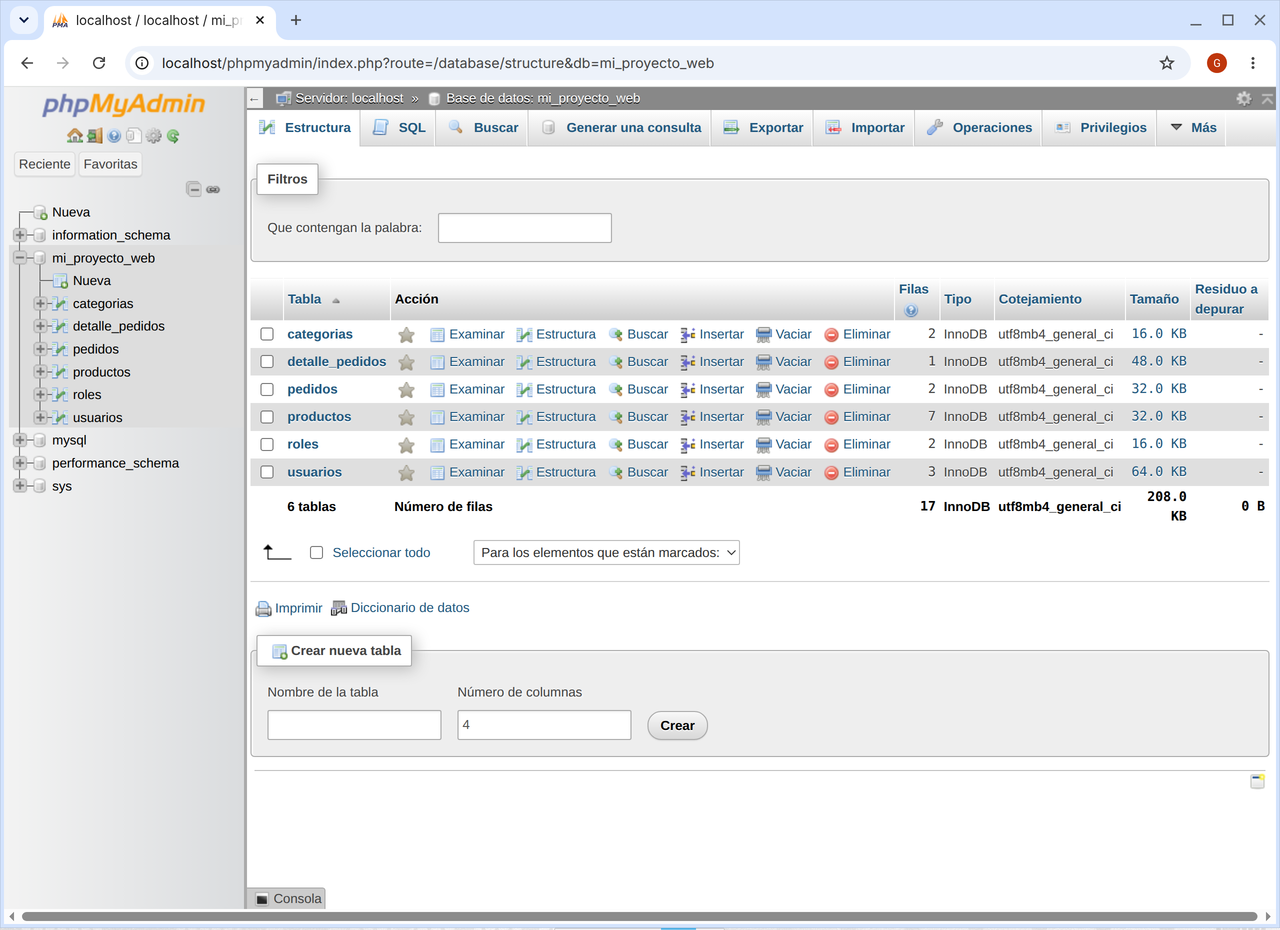 localhost / localhost / mi_p
localhost/phpmyadmin/index.php?route=/database/structure&db=mi_proyecto_web
G
phpMyAdmin
Reciente Favoritas
Nueva
information_schema
mi_proyecto_web
Nueva
categorias
detalle_pedidos
pedidos
productos
roles
usuarios
mysql
performance_schema
sys
Servidor: localhost » Base de datos: mi_proyecto_web
Estructura SQL Buscar Generar una consulta Exportar Importar Operaciones Privilegios Más
Filtros
Que contengan la palabra:
Tabla Acción Filas Tipo Cotejamiento Tamaño Residuo a depurar
categorias Examinar Estructura Buscar Insertar Vaciar Eliminar 2 InnoDB utf8mb4_general_ci 16.0 KB -
detalle_pedidos Examinar Estructura Buscar Insertar Vaciar Eliminar 1 InnoDB utf8mb4_general_ci 48.0 KB -
pedidos Examinar Estructura Buscar Insertar Vaciar Eliminar 2 InnoDB utf8mb4_general_ci 32.0 KB -
productos Examinar Estructura Buscar Insertar Vaciar Eliminar 7 InnoDB utf8mb4_general_ci 32.0 KB -
roles Examinar Estructura Buscar Insertar Vaciar Eliminar 2 InnoDB utf8mb4_general_ci 16.0 KB -
usuarios Examinar Estructura Buscar Insertar Vaciar Eliminar 3 InnoDB utf8mb4_general_ci 64.0 KB -
6 tablas Número de filas 17 InnoDB utf8mb4_general_ci 208.0 KB 0 B
Seleccionar todo Para los elementos que están marcados:
Imprimir Diccionario de datos
Crear nueva tabla
Nombre de la tabla Número de columnas
4 Crear
Consola